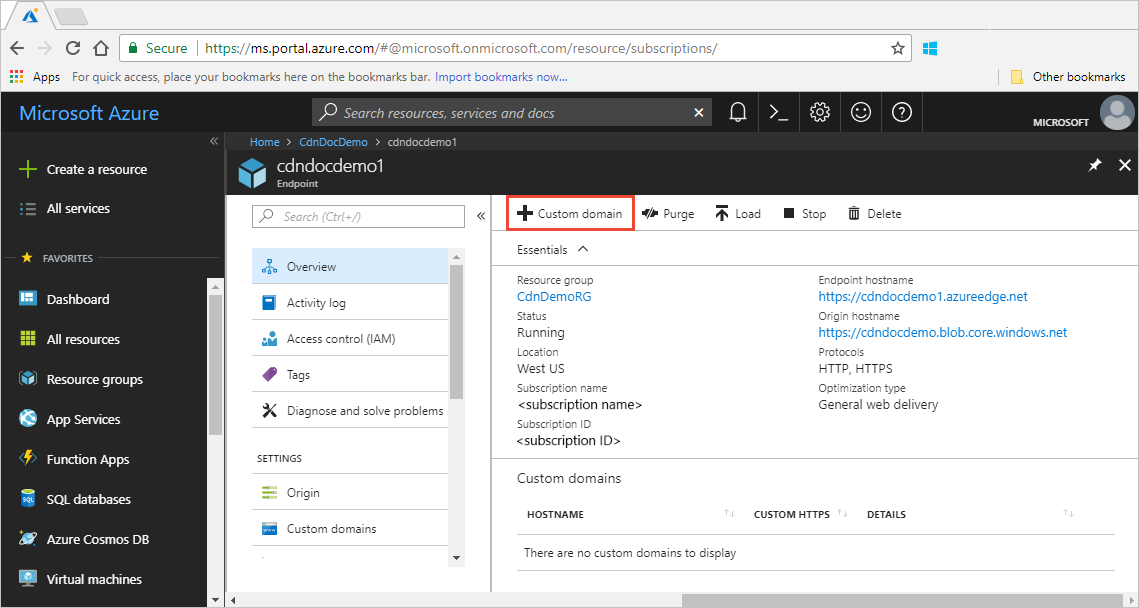 Secure https://ms.portal.azure.com/#@microsoft.onmicrosoft.com/resource/subscriptions/
Apps For quick access, place your bookmarks here on the bookmarks bar. Import bookmarks now... Other bookmarks
Microsoft Azure
Search resources, services and docs
MICROSOFT
Home > CdnDocDemo > cdndocdemo1
cdndocdemo1
Endpoint
Create a resource
All services
FAVORITES
Dashboard
All resources
Resource groups
App Services
Function Apps
SQL databases
Azure Cosmos DB
Virtual machines
Search (Ctrl+/)
Overview
Activity log
Access control (IAM)
Tags
Diagnose and solve problems
SETTINGS
Origin
Custom domains
Custom domain Purge Load Stop Delete
Essentials
Resource group
CdnDemoRG
Status
Running
Location
West US
Subscription name
<subscription name>
Subscription ID
<subscription ID>
Endpoint hostname
https://cdndocdemo1.azureedge.net
Origin hostname
https://cdndocdemo.blob.core.windows.net
Protocols
HTTP, HTTPS
Optimization type
General web delivery
Custom domains
HOSTNAME CUSTOM HTTPS DETAILS
There are no custom domains to display